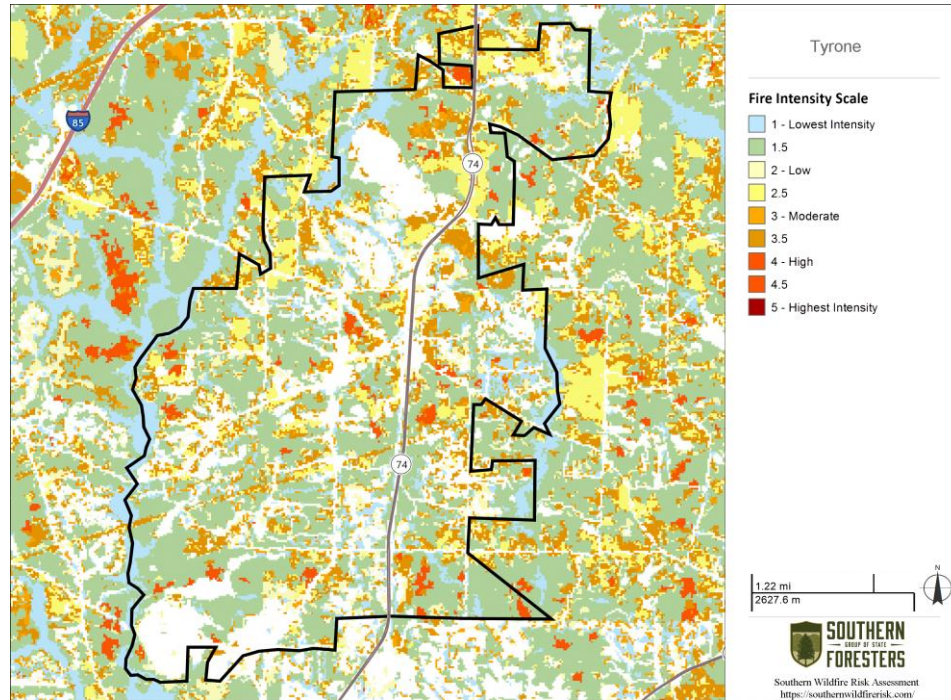 Tyrone
85
74
74
Fire Intensity Scale
1 - Lowest Intensity
1.5
2 - Low
2.5
3 - Moderate
3.5
4 - High
4.5
5 - Highest Intensity
1.22 mi
2627.6 m
N
SOUTHERN
GROUP OF STATE
FORESTERS
Southern Wildfire Risk Assessment
https://southernwildfirerisk.com/